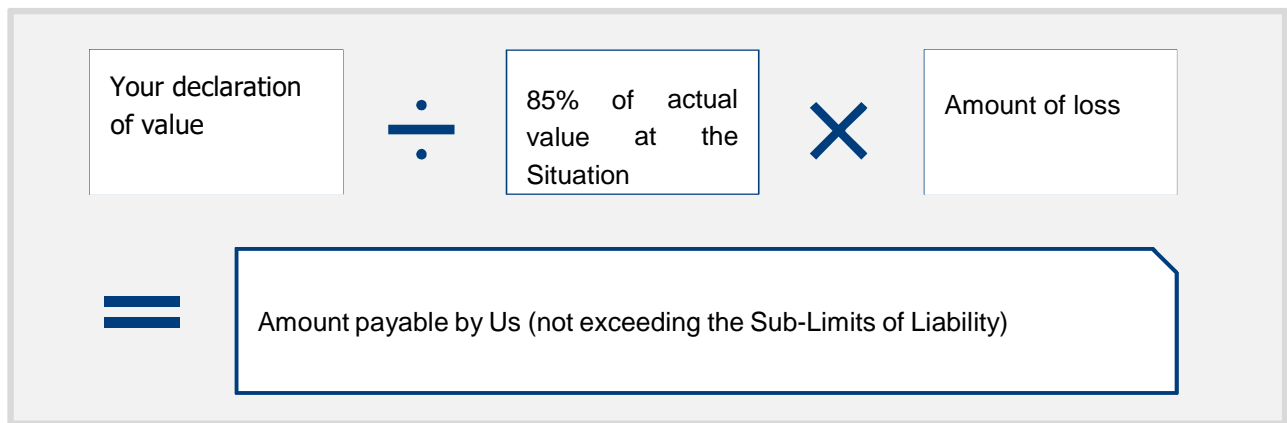 Your declaration
of value
÷
85% of actual
value at the
Situation
×
Amount of loss
=
Amount payable by Us (not exceeding the Sub-Limits of Liability)